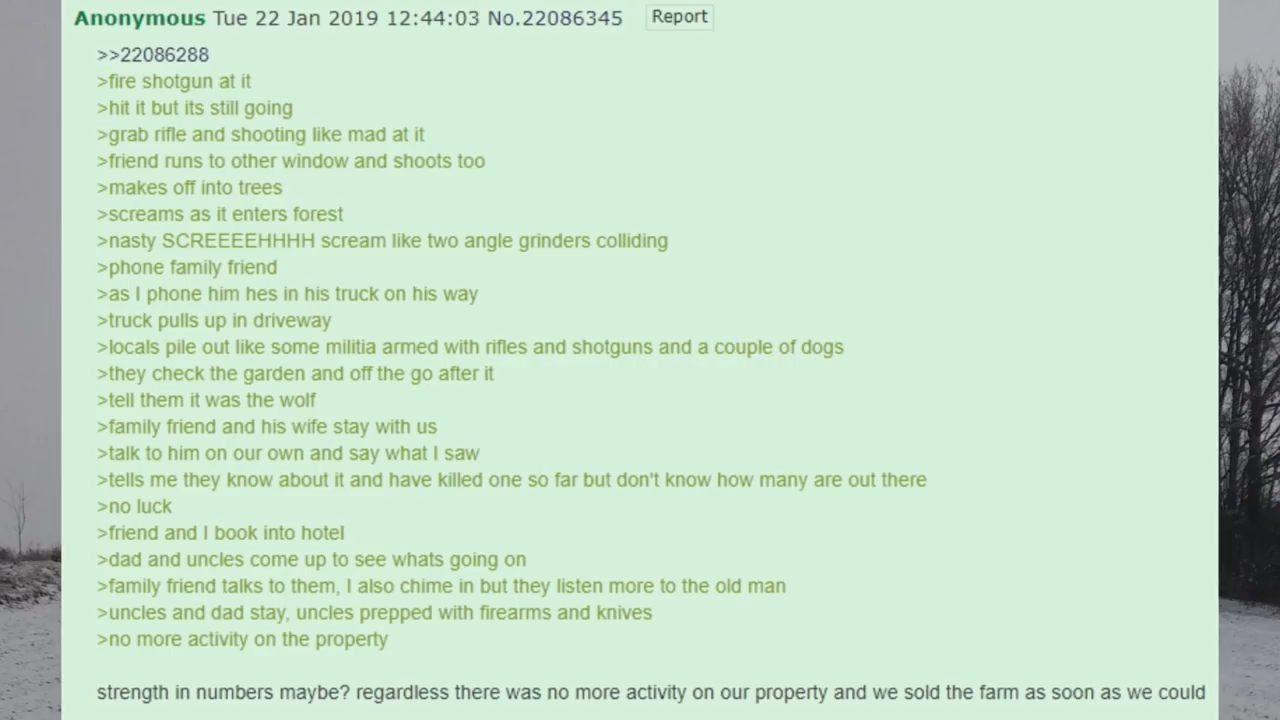 Anonymous Tue 22 Jan 2019 12:44:03 No.22086345 Report
>>22086288
>fire shotgun at it
>hit it but its still going
>grab rifle and shooting like mad at it
>friend runs to other window and shoots too
>makes off into trees
>screams as it enters forest
>nasty SCREEEEHHHH scream like two angle grinders colliding
>phone family friend
>as I phone him hes in his truck on his way
>truck pulls up in driveway
>locals pile out like some militia armed with rifles and shotguns and a couple of dogs
>they check the garden and off the go after it
>tell them it was the wolf
>family friend and his wife stay with us
>talk to him on our own and say what I saw
>tells me they know about it and have killed one so far but don't know how many are out there
>no luck
>friend and I book into hotel
>dad and uncles come up to see whats going on
>family friend talks to them, I also chime in but they listen more to the old man
>uncles and dad stay, uncles prepped with firearms and knives
>no more activity on the property
strength in numbers maybe? regardless there was no more activity on our property and we sold the farm as soon as we could